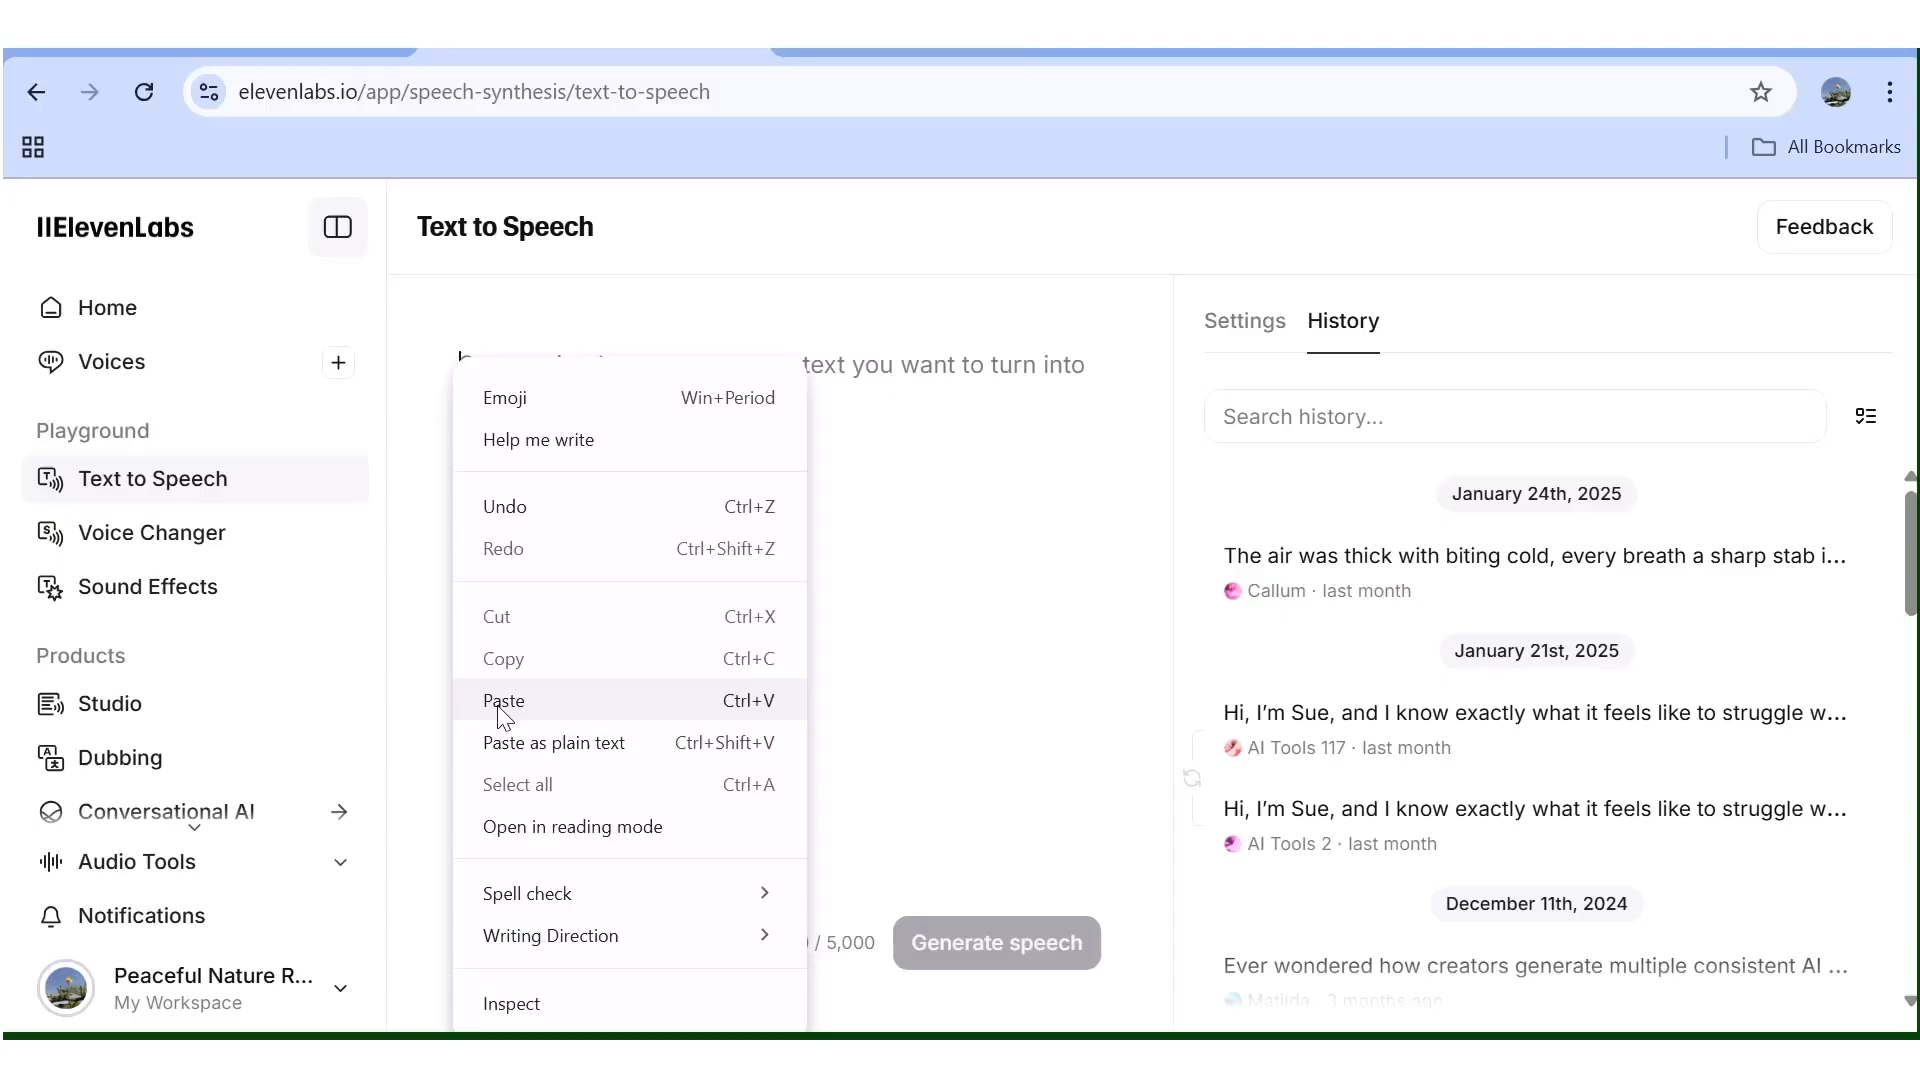 elevenlabs.io/app/speech-synthesis/text-to-speech
All Bookmarks
IIElevenLabs
Text to Speech
Feedback
Home
Voices
Playground
Text to Speech
Voice Changer
Sound Effects
Products
Studio
Dubbing
Conversational AI
Audio Tools
Notifications
Peaceful Nature R...
My Workspace
text you want to turn into
Emoji Win+Period
Help me write
Undo Ctrl+Z
Redo Ctrl+Shift+Z
Cut Ctrl+X
Copy Ctrl+C
Paste Ctrl+V
Paste as plain text Ctrl+Shift+V
Select all Ctrl+A
Open in reading mode
Spell check
Writing Direction
Inspect
/ 5,000
Generate speech
Settings History
Search history...
January 24th, 2025
The air was thick with biting cold, every breath a sharp stab i...
Callum · last month
January 21st, 2025
Hi, I'm Sue, and I know exactly what it feels like to struggle w...
AI Tools 117 · last month
Hi, I'm Sue, and I know exactly what it feels like to struggle w...
AI Tools 2 · last month
December 11th, 2024
Ever wondered how creators generate multiple consistent AI ...
Matilda · 3 months ago